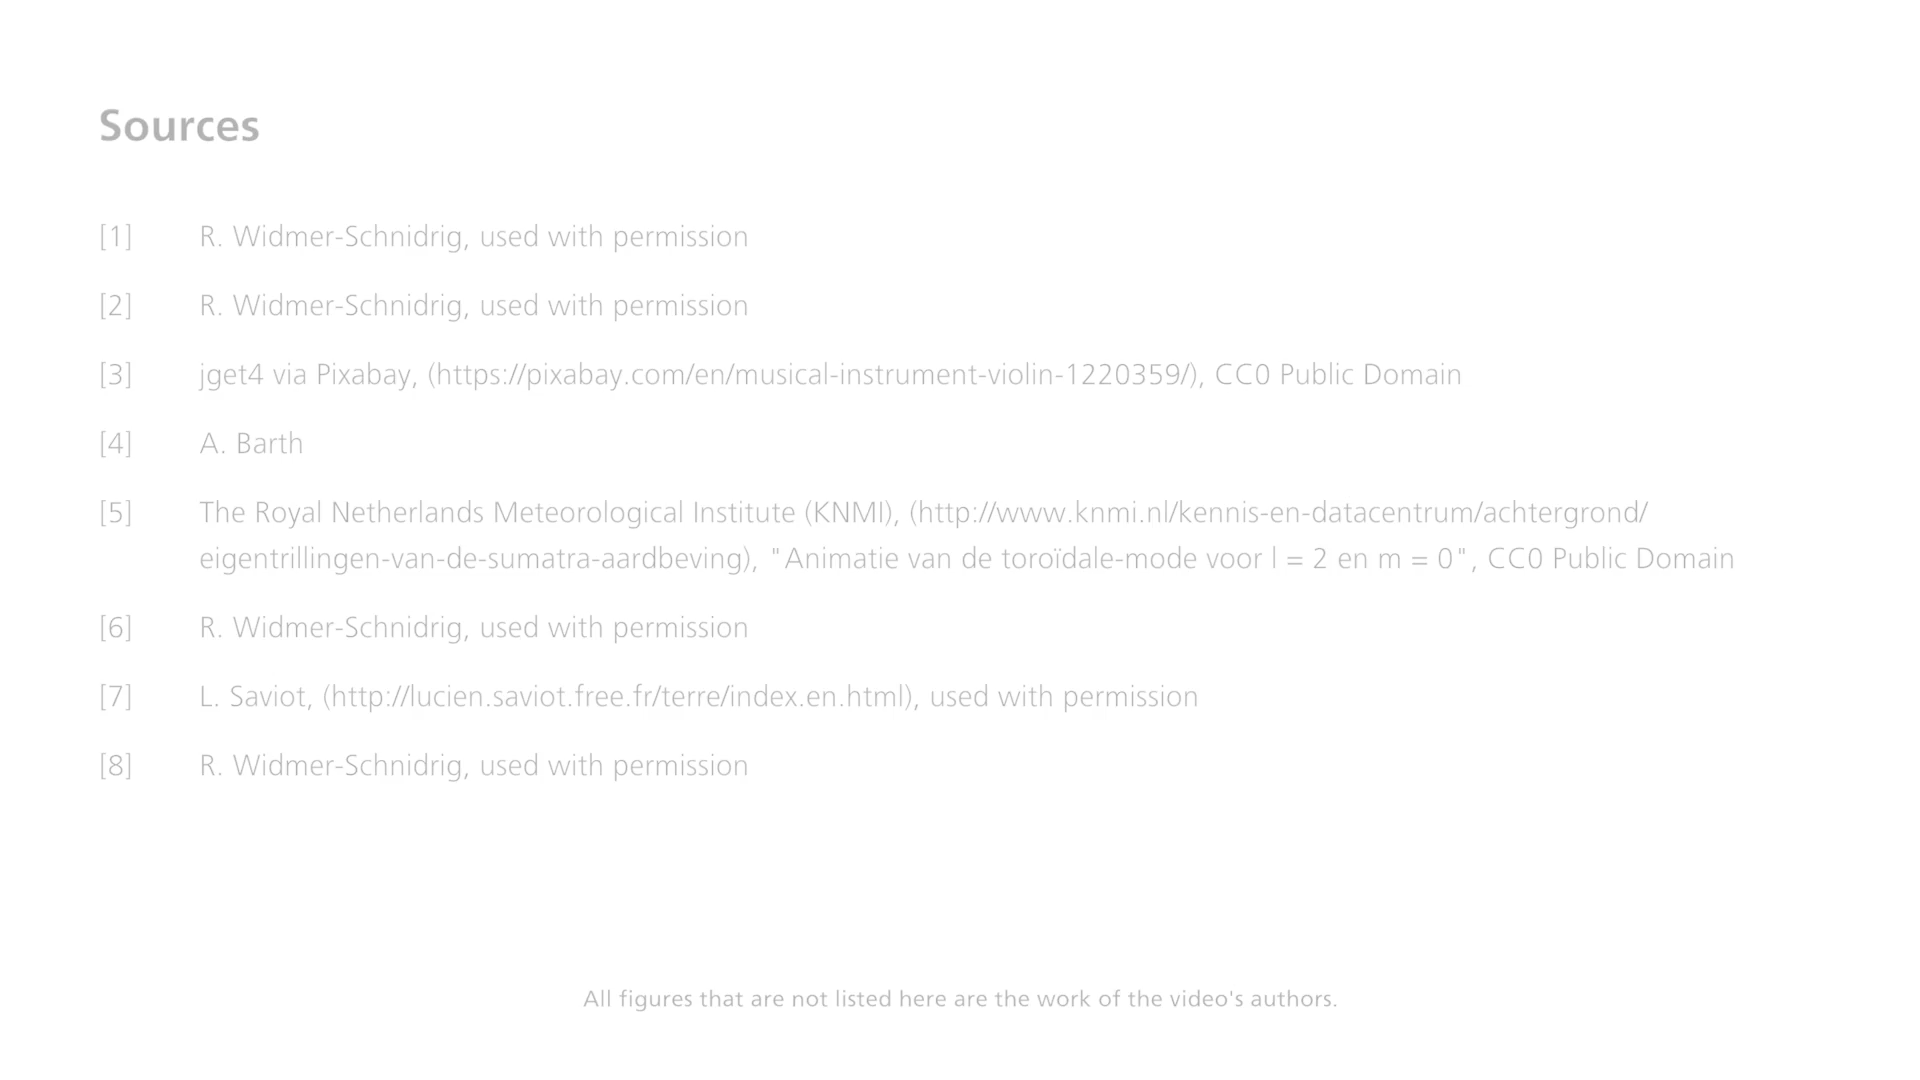 Sources
[1] R. Widmer-Schnidrig, used with permission
[2] R. Widmer-Schnidrig, used with permission
[3] jget4 via Pixabay, (https://pixabay.com/en/musical-instrument-violin-1220359/), CC0 Public Domain
[4] A. Barth
[5] The Royal Netherlands Meteorological Institute (KNMI), (http://www.knmi.nl/kennis-en-datacentrum/achtergrond/
eigentrillingen-van-de-sumatra-aardbeving), "Animatie van de toroïdale-mode voor l = 2 en m = 0", CC0 Public Domain
[6] R. Widmer-Schnidrig, used with permission
[7] L. Saviot, (http://lucien.saviot.free.fr/terre/index.en.html), used with permission
[8] R. Widmer-Schnidrig, used with permission
All figures that are not listed here are the work of the video's authors.